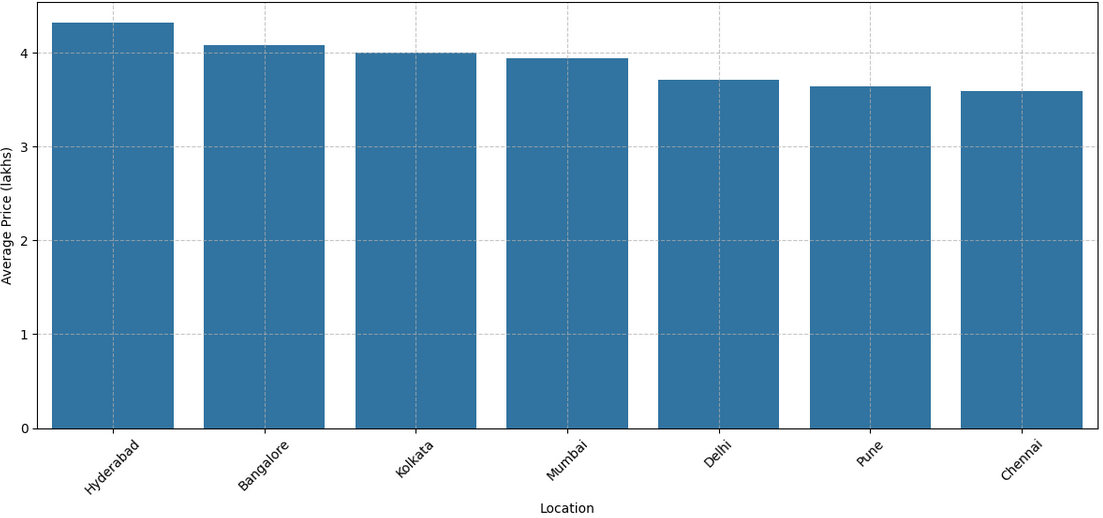 4
3
2
1
0
Average Price (lakhs)
Hyderabad
Bangalore
Kolkata
Mumbai
Delhi
Pune
Chennai
Location